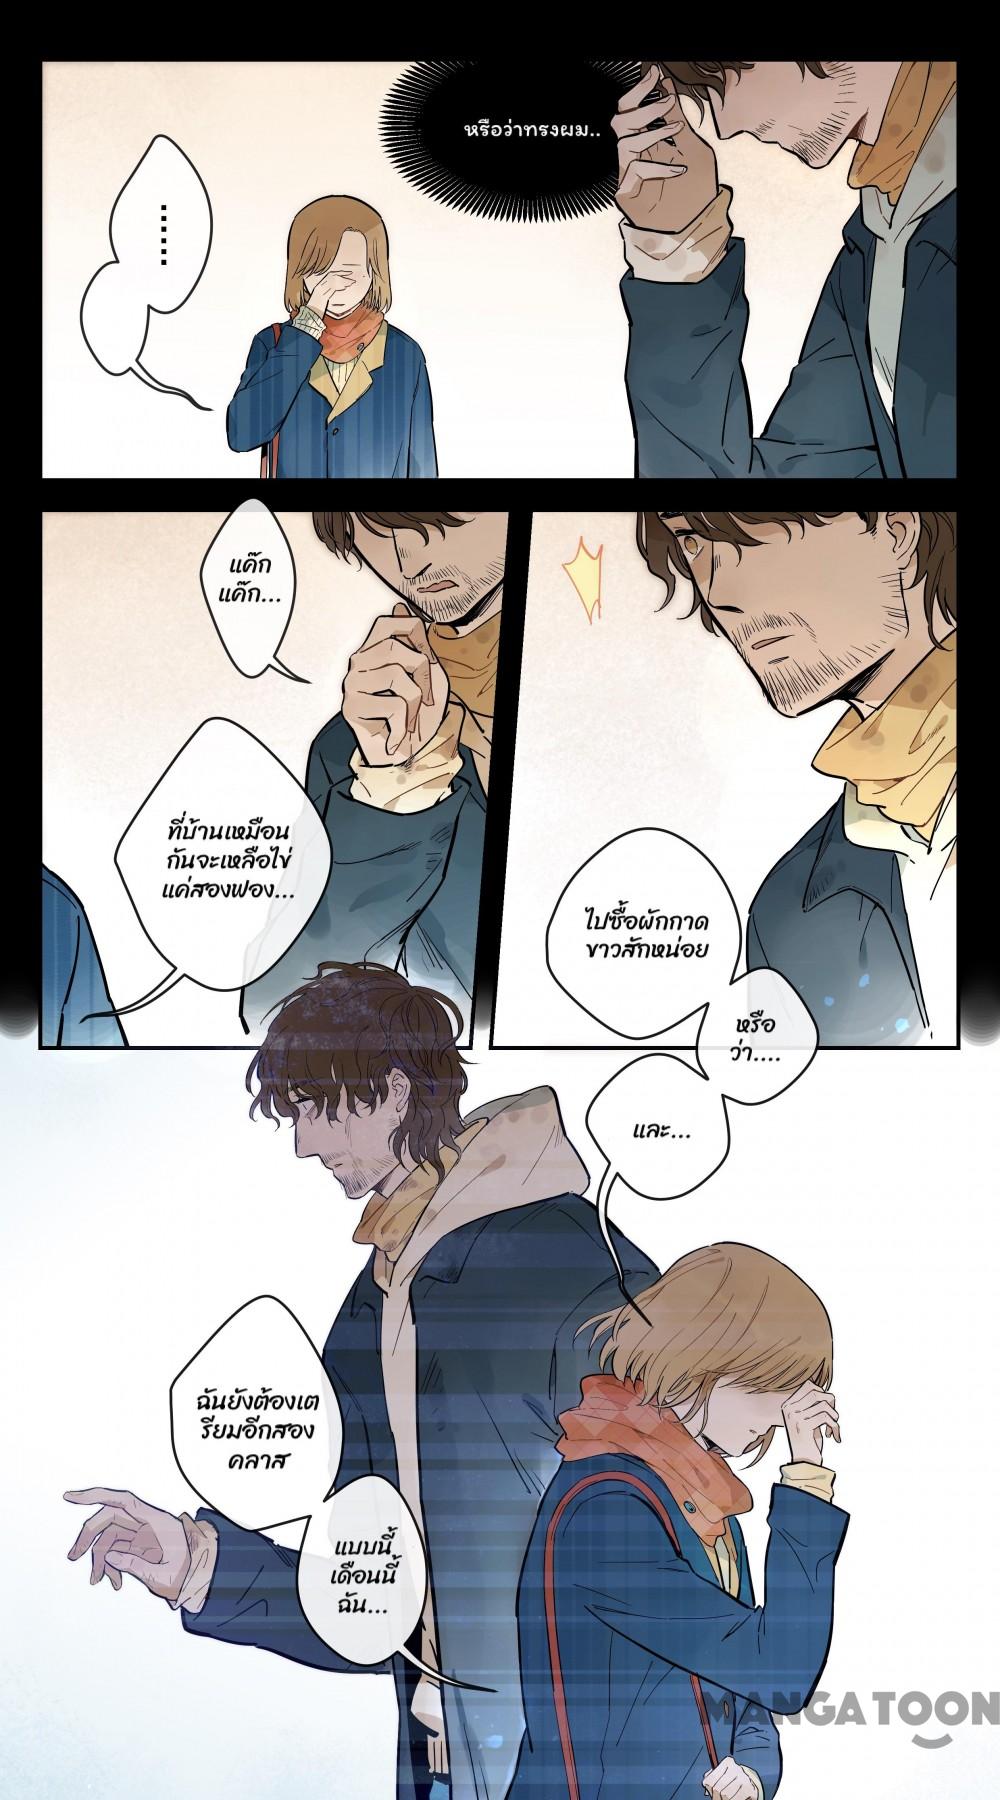 หรือว่าทรงผม..
......
แค๊ก
แค๊ก...
ที่บ้านเหมือน
กันจะเหลือไข่
แค่สองฟอง...
ไปซื้อผักกาด
ขาวสักหน่อย
หรือ
ว่า....
และ...
ฉันยังต้องเต
รียมอีกสอง
คลาส
แบบนี้
เดือนนี้
ฉัน...
MANGATOON